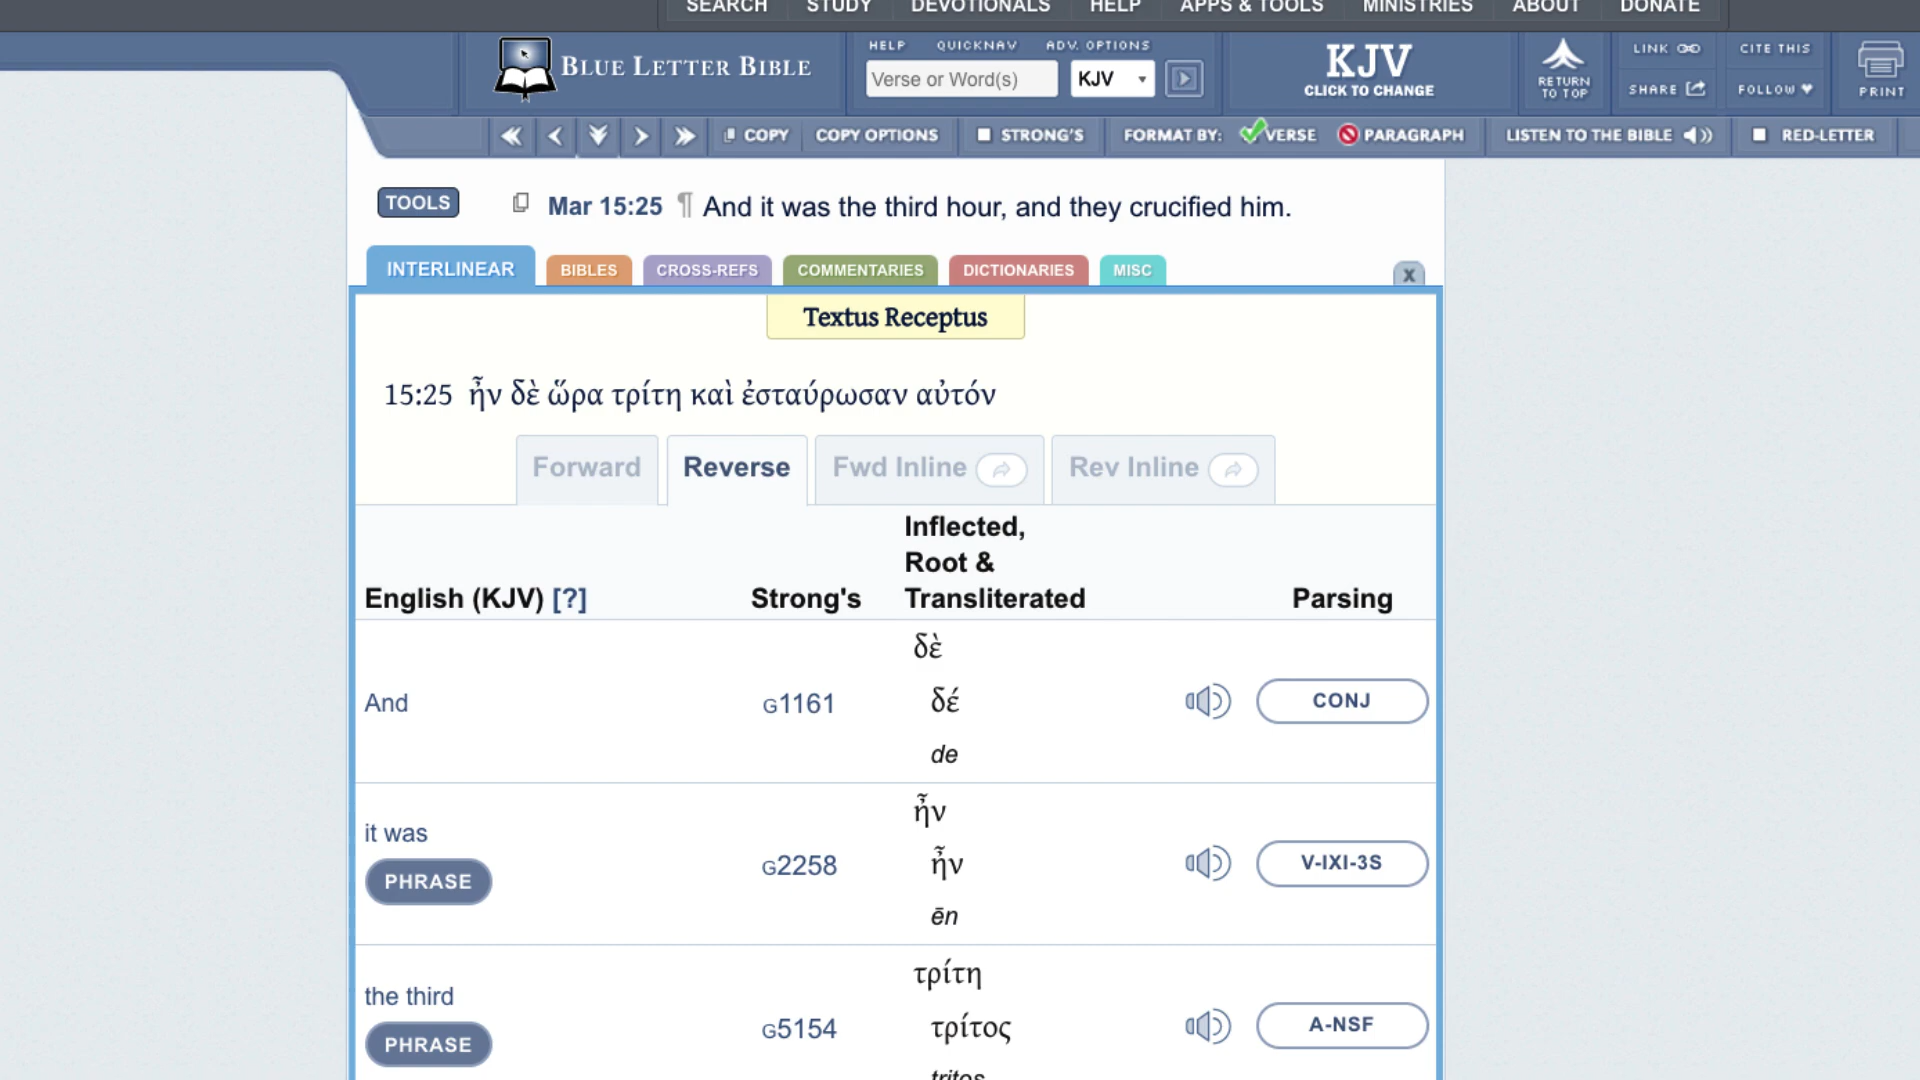 SEARCH STUDY DEVOTIONALS HELP APPS & TOOLS MINISTRIES ABOUT DONATE
BLUE LETTER BIBLE
HELP QUICKNAV ADV. OPTIONS
Verse or Word(s) KJV
KJV
CLICK TO CHANGE
RETURN
TO TOP
LINK
SHARE
CITE THIS
FOLLOW
PRINT
COPY COPY OPTIONS STRONG'S FORMAT BY: VERSE PARAGRAPH LISTEN TO THE BIBLE RED-LETTER
TOOLS Mar 15:25 ¶ And it was the third hour, and they crucified him.
INTERLINEAR BIBLES CROSS-REFS COMMENTARIES DICTIONARIES MISC X
Textus Receptus
15:25 ἦν δὲ ὥρα τρίτη καὶ ἐσταύρωσαν αὐτόν
Forward Reverse Fwd Inline Rev Inline
English (KJV) [?] Strong's Inflected,
Root &
Transliterated Parsing
δὲ
And G1161 δέ CONJ
de
ἦν
it was
PHRASE G2258 ἦν V-IXI-3S
ēn
τρίτη
the third
PHRASE G5154 τρίτος A-NSF
tritos